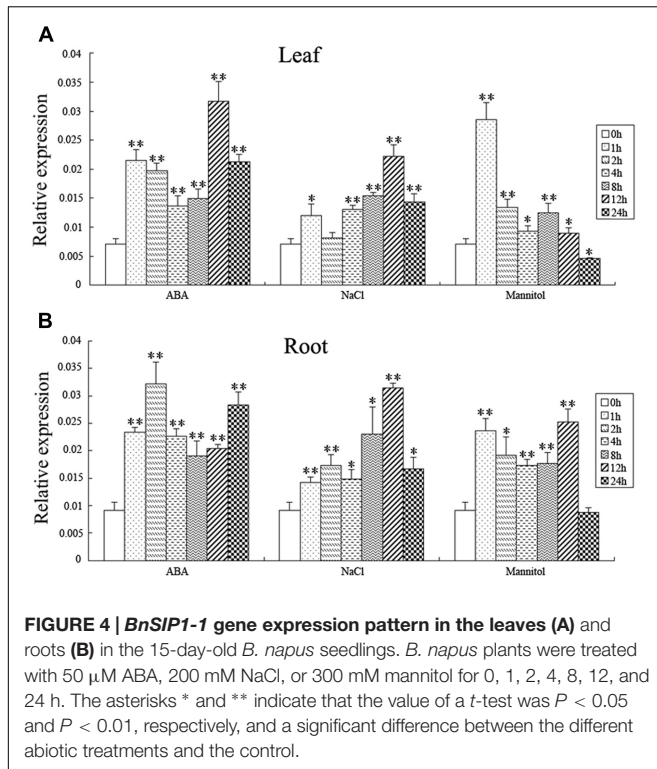 A
Leaf
Relative expression
0.04
0.035
0.03
0.025
0.02
0.015
0.01
0.005
0
** ** ** ** ** **
* ** ** ** **
** ** * ** * *
0h
1h
2h
4h
8h
12h
24h
ABA NaCl Mannitol
B
Root
Relative expression
0.04
0.035
0.03
0.025
0.02
0.015
0.01
0.005
0
** ** ** ** ** **
** ** * * ** *
** * ** ** **
0h
1h
2h
4h
8h
12h
24h
ABA NaCl Mannitol
FIGURE 4 | BnSIP1-1 gene expression pattern in the leaves (A) and
roots (B) in the 15-day-old B. napus seedlings. B. napus plants were treated
with 50 μM ABA, 200 mM NaCl, or 300 mM mannitol for 0, 1, 2, 4, 8, 12, and
24 h. The asterisks * and ** indicate that the value of a t-test was P < 0.05
and P < 0.01, respectively, and a significant difference between the different
abiotic treatments and the control.